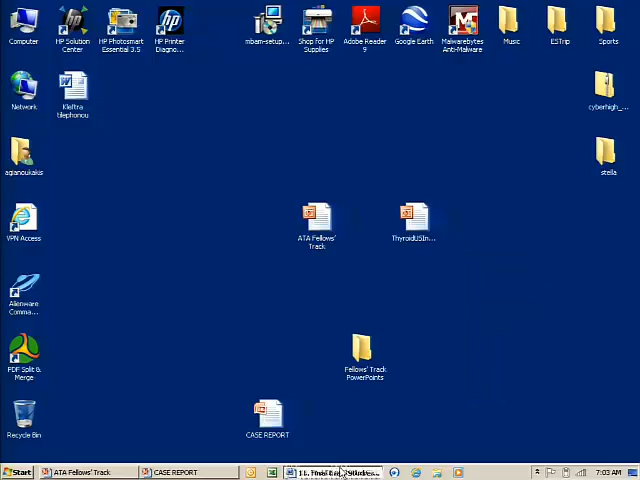 Computer
HP Solution
Center
HP Photosmart
Essential 3.5
HP Printer
Diagno...
mbam-setup...
Shop for HP
Supplies
Adobe Reader
9
Google Earth
Malwarebytes
Anti-Malware
Music
ESTrip
Sports
Network
Kleftra
tilephonou
cyberhigh_...
agianoukakis
stella
VPN Access
ATA Fellows'
Track
ThyroidUSIn...
Alienware
Comma...
PDF Split &
Merge
Fellows' Track
PowerPoints
Recycle Bin
CASE REPORT
Start
ATA Fellows' Track
CASE REPORT
7:03 AM